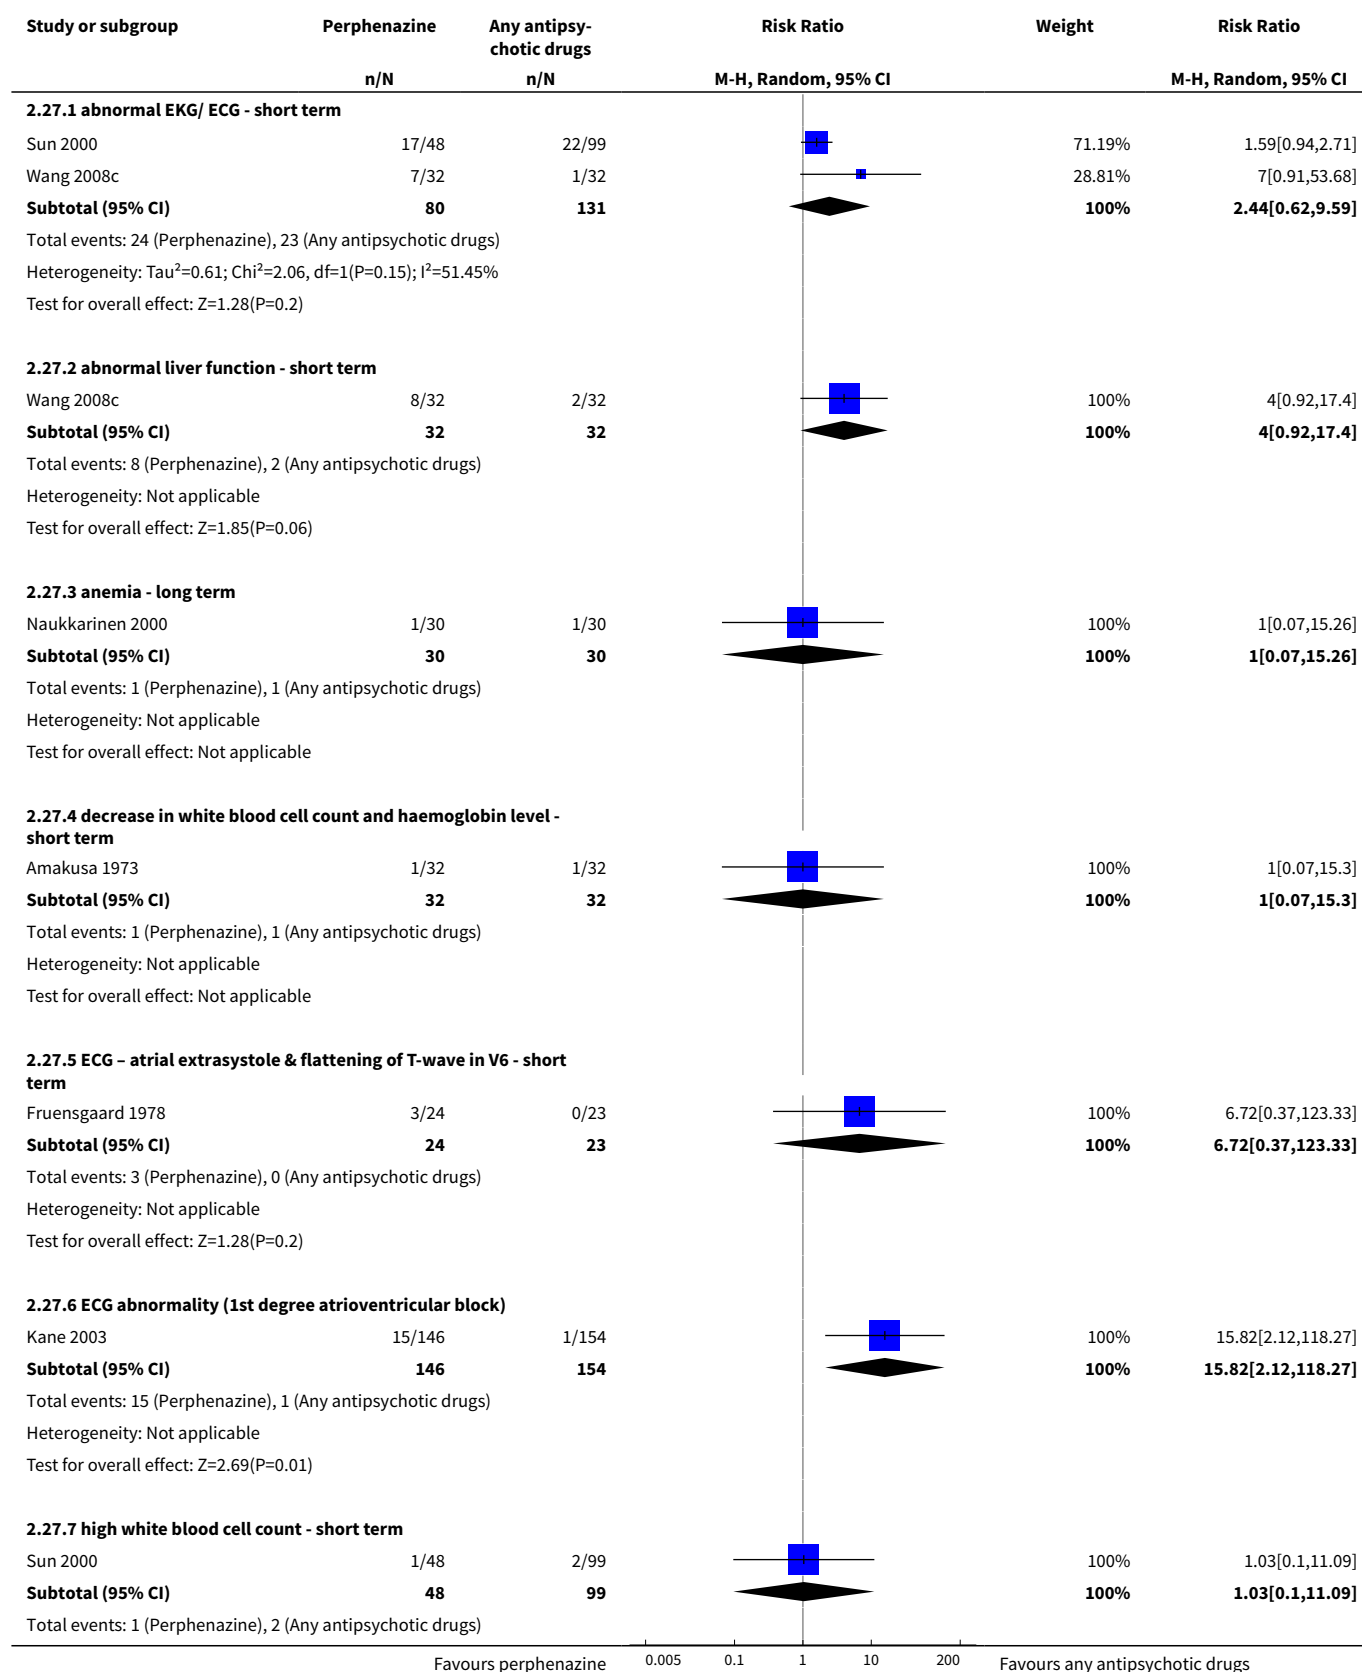 Study or subgroup Perphenazine Any antipsy- Risk Ratio Weight Risk Ratio
chotic drugs
n/N n/N M-H, Random, 95% CI M-H, Random, 95% CI
2.27.1 abnormal EKG/ ECG - short term
Sun 2000 17/48 22/99 71.19% 1.59[0.94,2.71]
Wang 2008c 7/32 1/32 28.81% 7[0.91,53.68]
Subtotal (95% CI) 80 131 100% 2.44[0.62,9.59]
Total events: 24 (Perphenazine), 23 (Any antipsychotic drugs)
Heterogeneity: Tau²=0.61; Chi²=2.06, df=1(P=0.15); I²=51.45%
Test for overall effect: Z=1.28(P=0.2)
2.27.2 abnormal liver function - short term
Wang 2008c 8/32 2/32 100% 4[0.92,17.4]
Subtotal (95% CI) 32 32 100% 4[0.92,17.4]
Total events: 8 (Perphenazine), 2 (Any antipsychotic drugs)
Heterogeneity: Not applicable
Test for overall effect: Z=1.85(P=0.06)
2.27.3 anemia - long term
Naukkarinen 2000 1/30 1/30 100% 1[0.07,15.26]
Subtotal (95% CI) 30 30 100% 1[0.07,15.26]
Total events: 1 (Perphenazine), 1 (Any antipsychotic drugs)
Heterogeneity: Not applicable
Test for overall effect: Not applicable
2.27.4 decrease in white blood cell count and haemoglobin level -
short term
Amakusa 1973 1/32 1/32 100% 1[0.07,15.3]
Subtotal (95% CI) 32 32 100% 1[0.07,15.3]
Total events: 1 (Perphenazine), 1 (Any antipsychotic drugs)
Heterogeneity: Not applicable
Test for overall effect: Not applicable
2.27.5 ECG – atrial extrasystole & flattening of T-wave in V6 - short
term
Fruensgaard 1978 3/24 0/23 100% 6.72[0.37,123.33]
Subtotal (95% CI) 24 23 100% 6.72[0.37,123.33]
Total events: 3 (Perphenazine), 0 (Any antipsychotic drugs)
Heterogeneity: Not applicable
Test for overall effect: Z=1.28(P=0.2)
2.27.6 ECG abnormality (1st degree atrioventricular block)
Kane 2003 15/146 1/154 100% 15.82[2.12,118.27]
Subtotal (95% CI) 146 154 100% 15.82[2.12,118.27]
Total events: 15 (Perphenazine), 1 (Any antipsychotic drugs)
Heterogeneity: Not applicable
Test for overall effect: Z=2.69(P=0.01)
2.27.7 high white blood cell count - short term
Sun 2000 1/48 2/99 100% 1.03[0.1,11.09]
Subtotal (95% CI) 48 99 100% 1.03[0.1,11.09]
Total events: 1 (Perphenazine), 2 (Any antipsychotic drugs)
Favours perphenazine 0.005 0.1 1 10 200 Favours any antipsychotic drugs